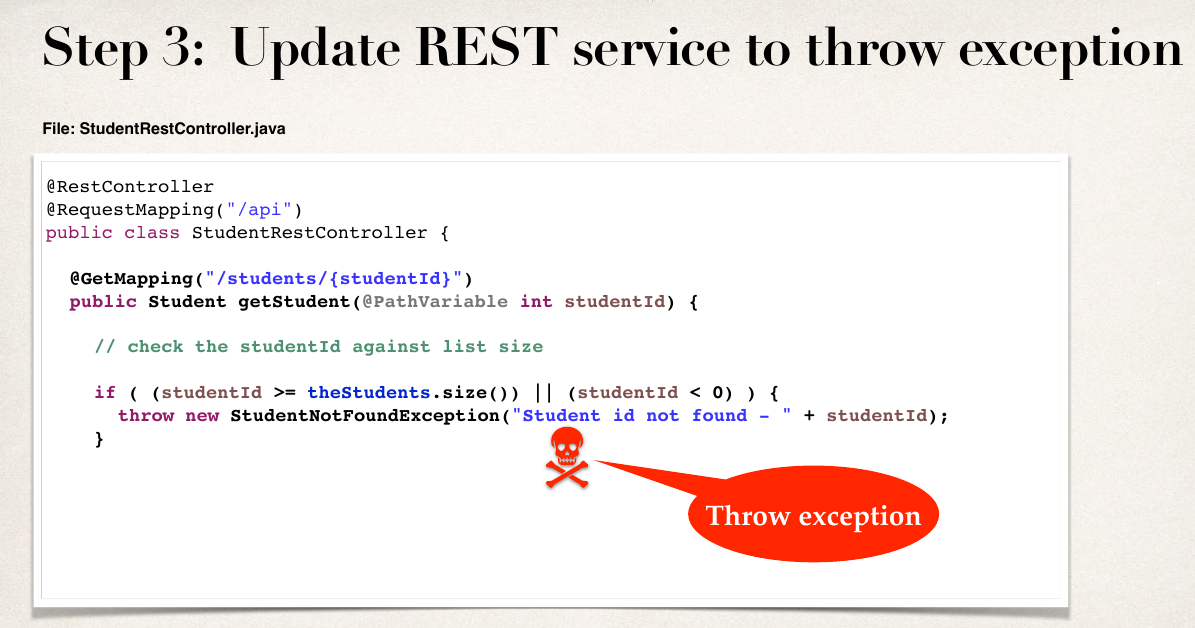 Step 3: Update REST service to throw exception
File: StudentRestController.java
@RestController
@RequestMapping("/api")
public class StudentRestController {
@GetMapping("/students/{studentId}")
public Student getStudent(@PathVariable int studentId) {
// check the studentId against list size
if ( (studentId >= theStudents.size()) || (studentId < 0) ) {
throw new StudentNotFoundException("Student id not found - " + studentId);
}
Throw exception